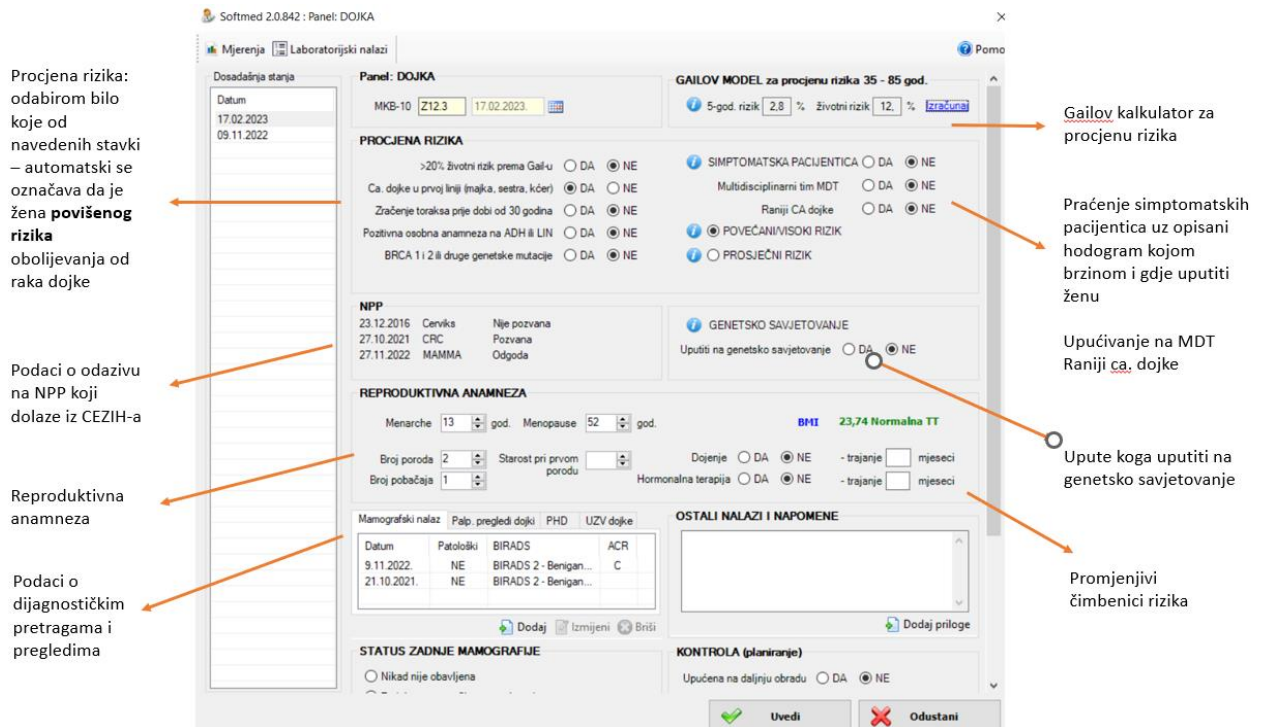 Softmed 2.0.842 : Panel: DOJKA
Mjerenja Laboratorijski nalazi
Pomo
Procjena rizika:
odabirom bilo
koje od
navedenih stavki
– automatski se
označava da je
žena povišenog
rizika
obolijevanja od
raka dojke
Podaci o odazivu
na NPP koji
dolaze iz CEZIH-a
Reproduktivna
anamneza
Podaci o
dijagnostičkim
pretragama i
pregledima
Dosadašnja stanja
Datum
17.02.2023
09.11.2022
Panel: DOJKA
MKB-10 Z12.3 17.02.2023.
GAILOV MODEL za procjenu rizika 35 - 85 god.
5-god. rizik 2,8 % životni rizik 12, % Izračunaj
PROCJENA RIZIKA
>20% životni rizik prema Gail-u DA NE
Ca. dojke u prvoj liniji (majka, sestra, kćer) DA NE
Zračenje toraksa prije dobi od 30 godina DA NE
Pozitivna osobna anamneza na ADH ili LIN DA NE
BRCA 1 i 2 ili druge genetske mutacije DA NE
SIMPTOMATSKA PACIJENTICA DA NE
Multidisciplinarni tim MDT DA NE
Raniji CA dojke DA NE
POVEĆANI/VISOKI RIZIK
PROSJEČNI RIZIK
NPP
23.12.2016 Cerviks Nije pozvana
27.10.2021 CRC Pozvana
27.11.2022 MAMMA Odgoda
GENETSKO SAVJETOVANJE
Uputiti na genetsko savjetovanje DA NE
REPRODUKTIVNA ANAMNEZA
Menarche 13 god. Menopause 52 god.
BMI 23,74 Normalna TT
Broj poroda 2 Starost pri prvom porodu
Broj pobačaja 1
Dojenje DA NE - trajanje mjeseci
Hormonalna terapija DA NE - trajanje mjeseci
Mamografski nalaz Palp. pregledi dojki PHD UZV dojke
Datum Patološki BIRADS ACR
9.11.2022. NE BIRADS 2 - Benigan... C
21.10.2021. NE BIRADS 2 - Benigan...
Dodaj Izmijeni Briši
OSTALI NALAZI I NAPOMENE
Dodaj priloge
STATUS ZADNJE MAMOGRAFIJE
Nikad nije obavljena
KONTROLA (planiranje)
Upućena na daljnju obradu DA NE
Uvedi Odustani
Gailov kalkulator za
procjenu rizika
Praćenje simptomatskih
pacijentica uz opisani
hodogram kojom
brzinom i gdje uputiti
ženu
Upućivanje na MDT
Raniji ca. dojke
Upute koga uputiti na
genetsko savjetovanje
Promjenjivi
čimbenici rizika